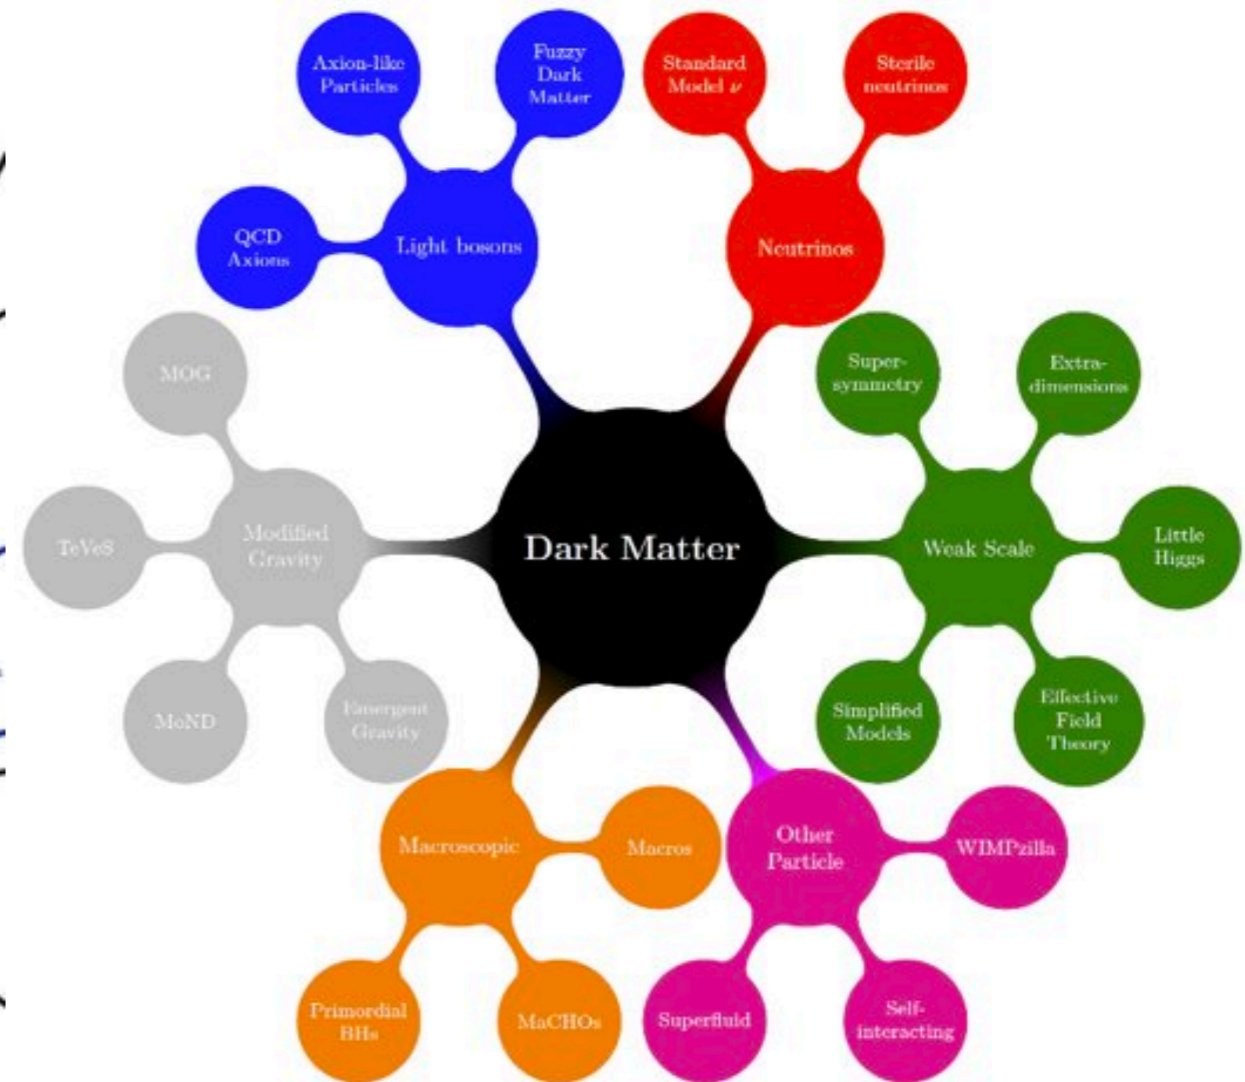 Axion-like
Particles
Fuzzy
Dark
Matter
Standard
Model ν
Sterile
neutrinos
QCD
Axions
Light bosons
Neutrinos
MOG
Super-
symmetry
Extra-
dimensions
TeVeS
Modified
Gravity
Dark Matter
Weak Scale
Little
Higgs
MoND
Emergent
Gravity
Simplified
Models
Effective
Field
Theory
Macroscopic
Macros
Other
Particle
WIMPzilla
Primordial
BHs
MaCHOs
Superfluid
Self-
interacting